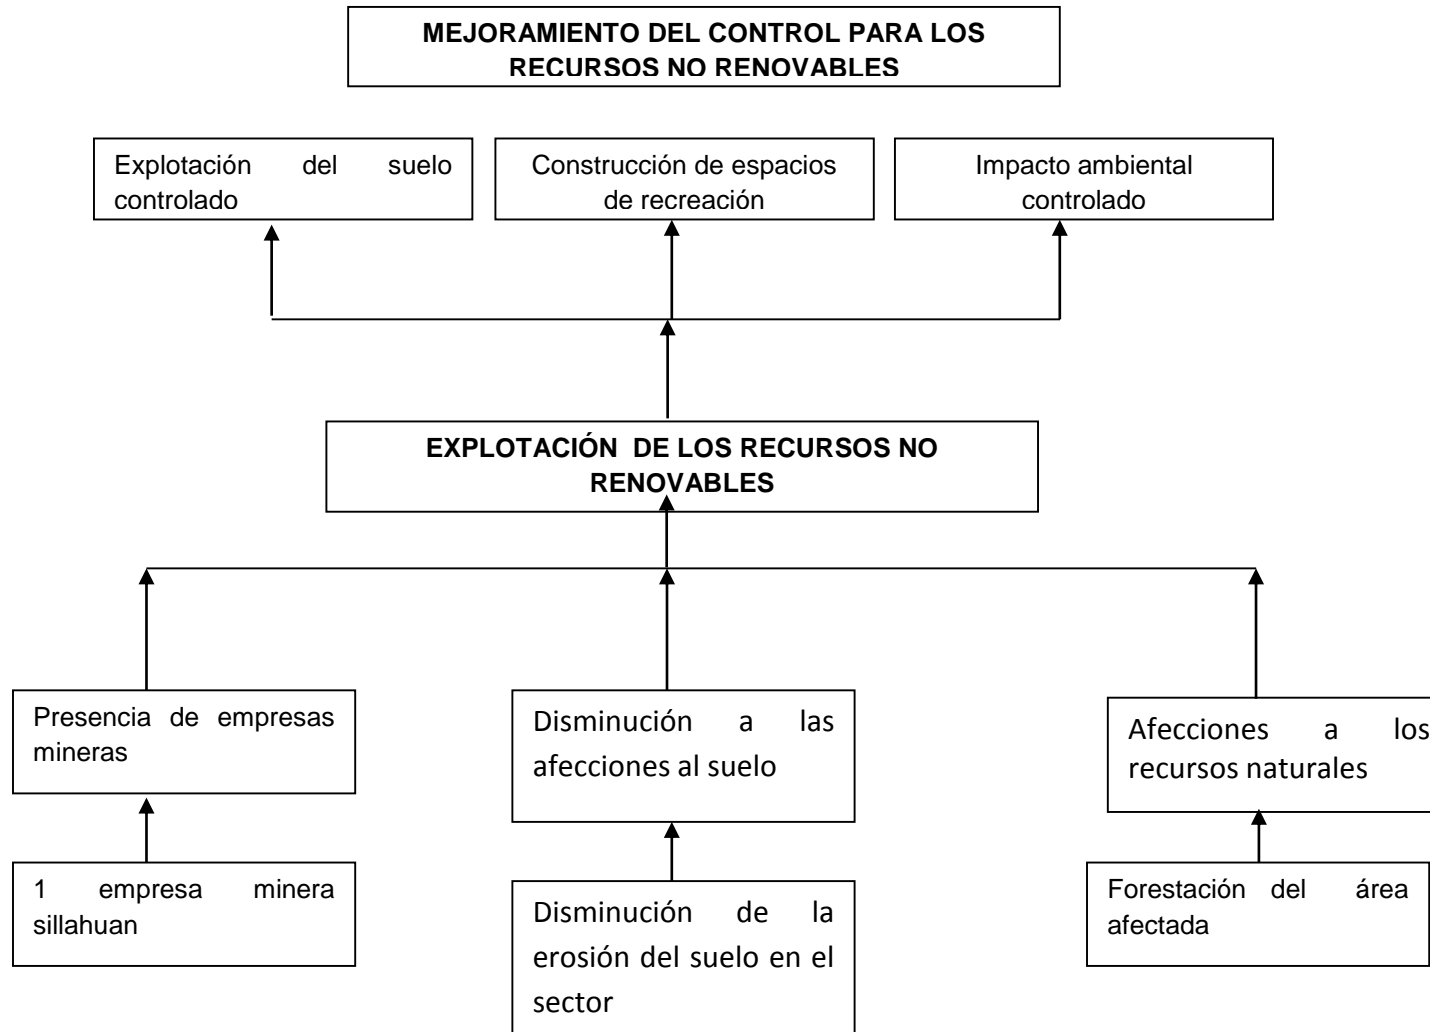 MEJORAMIENTO DEL CONTROL PARA LOS
RECURSOS NO RENOVABLES
Explotación del suelo
controlado
Construcción de espacios
de recreación
Impacto ambiental
controlado
EXPLOTACIÓN DE LOS RECURSOS NO
RENOVABLES
Presencia de empresas
mineras
Disminución a las
afecciones al suelo
Afecciones a los
recursos naturales
1 empresa minera
sillahuan
Disminución de la
erosión del suelo en el
sector
Forestación del área
afectada